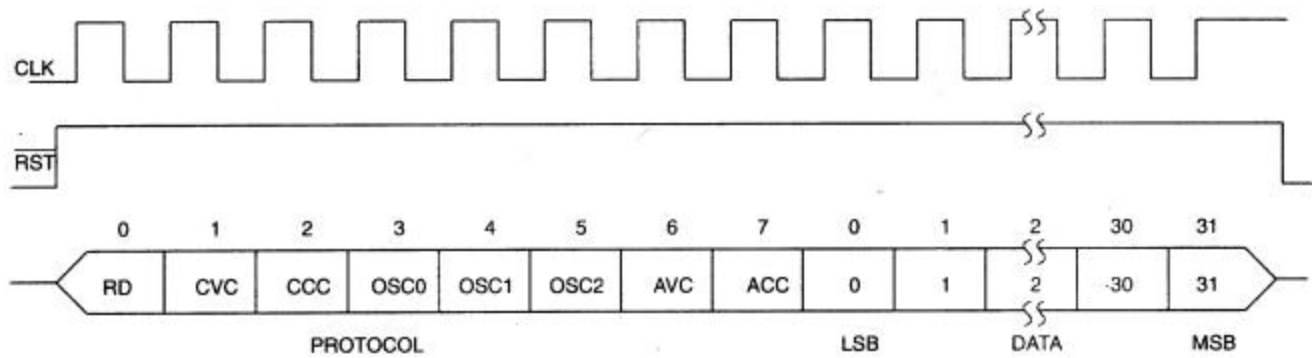 CLK
RST
0 1 2 3 4 5 6 7 0 1 2 30 31
RD CVC CCC OSC0 OSC1 OSC2 AVC ACC 0 1 2 30 31
PROTOCOL LSB DATA MSB